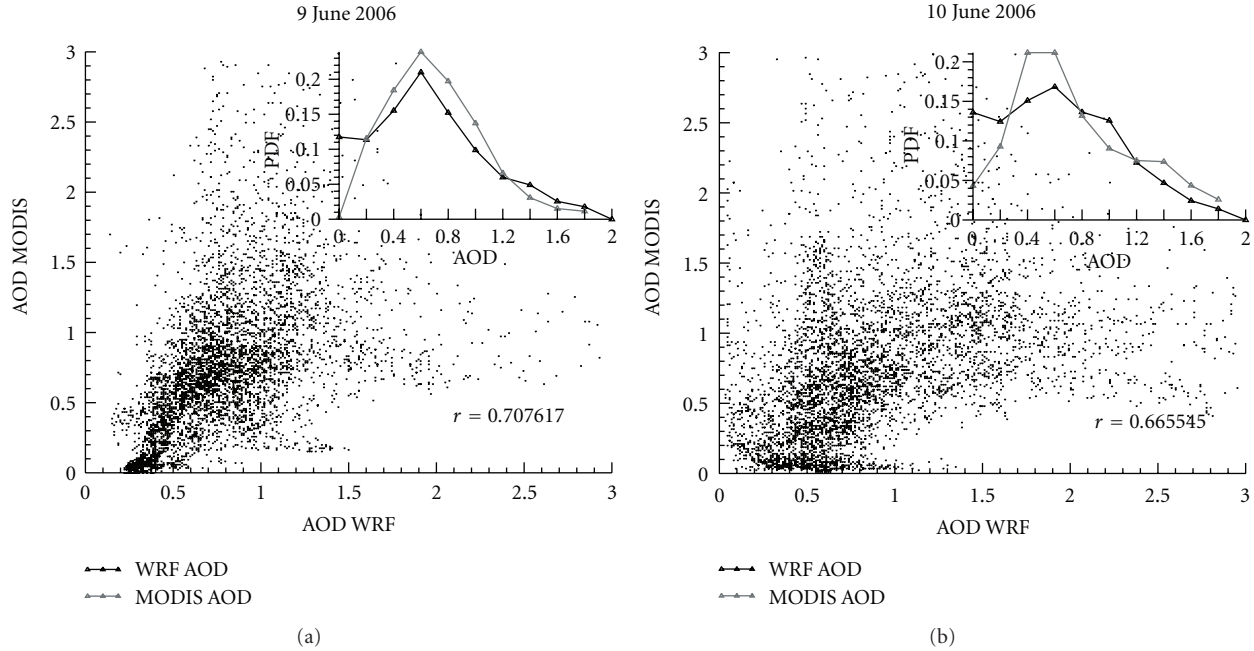 9 June 2006
3
2.5
2
1.5
1
0.5
0
0 0.5 1 1.5 2 2.5 3
AOD MODIS
AOD WRF
0.2
0.15
0.1
0.05
0
PDF
0 0.4 0.8 1.2 1.6 2
AOD
r = 0.707617
WRF AOD
MODIS AOD
(a)
10 June 2006
3
2.5
2
1.5
1
0.5
0
0 0.5 1 1.5 2 2.5 3
AOD MODIS
AOD WRF
0.2
0.15
0.1
0.05
0
PDF
0 0.4 0.8 1.2 1.6 2
AOD
r = 0.665545
WRF AOD
MODIS AOD
(b)